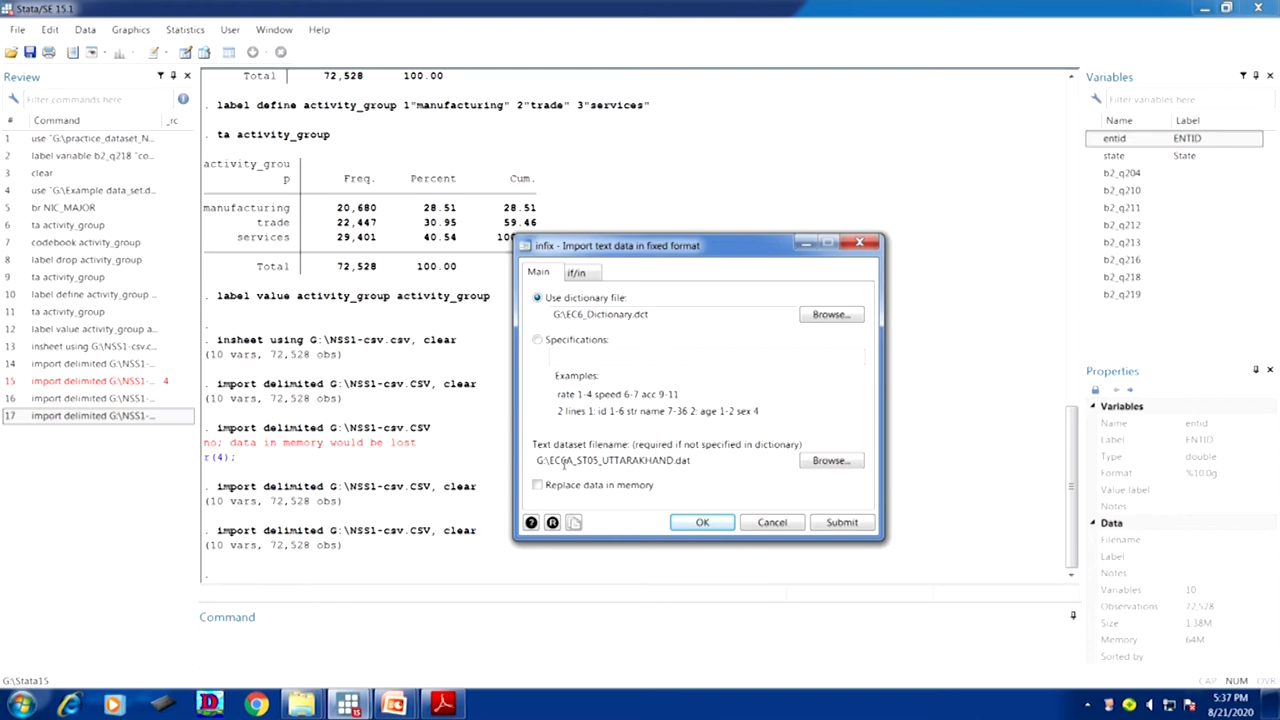 Stata/SE 15.1
File Edit Data Graphics Statistics User Window Help
Review
Filter commands here
# Command _rc
1 use "G:\practice_dataset_N...
2 label variable b2_q218 "co...
3 clear
4 use "G:\Example data_set.d...
5 br NIC_MAJOR
6 ta activity_group
7 codebook activity_group
8 label drop activity_group
9 ta activity_group
10 label define activity_group ...
11 ta activity_group
12 label value activity_group a...
13 insheet using G:\NSS1-csv.c...
14 import delimited G:\NSS1-...
15 import delimited G:\NSS1-... 4
16 import delimited G:\NSS1-...
17 import delimited G:\NSS1-...
Total 72,528 100.00
. label define activity_group 1"manufacturing" 2"trade" 3"services"
. ta activity_group
activity_grou
p Freq. Percent Cum.
manufacturing 20,680 28.51 28.51
trade 22,447 30.95 59.46
services 29,401 40.54
Total 72,528 100.00
. label value activity_group activity_group
.
. insheet using G:\NSS1-csv.csv, clear
(10 vars, 72,528 obs)
. import delimited G:\NSS1-csv.CSV, clear
(10 vars, 72,528 obs)
. import delimited G:\NSS1-csv.CSV
no; data in memory would be lost
r(4);
. import delimited G:\NSS1-csv.CSV, clear
(10 vars, 72,528 obs)
. import delimited G:\NSS1-csv.CSV, clear
(10 vars, 72,528 obs)
.
Command
infix - Import text data in fixed format
Main if/in
Use dictionary file:
G:\EC6_Dictionary.dct Browse...
Specifications:
Examples:
rate 1-4 speed 6-7 acc 9-11
2 lines 1: id 1-6 str name 7-36 2: age 1-2 sex 4
Text dataset filename: (required if not specified in dictionary)
G:\EC6A_ST05_UTTARAKHAND.dat Browse...
Replace data in memory
OK Cancel Submit
Variables
Filter variables here
Name Label
entid ENTID
state State
b2_q204
b2_q210
b2_q211
b2_q212
b2_q213
b2_q216
b2_q218
b2_q219
Properties
Variables
Name entid
Label ENTID
Type double
Format %10.0g
Value label
Notes
Data
Filename
Label
Notes
Variables 10
Observations 72,528
Size 1.38M
Memory 64M
Sorted by
G:\Stata15
CAP NUM OVR
5:37 PM
8/21/2020